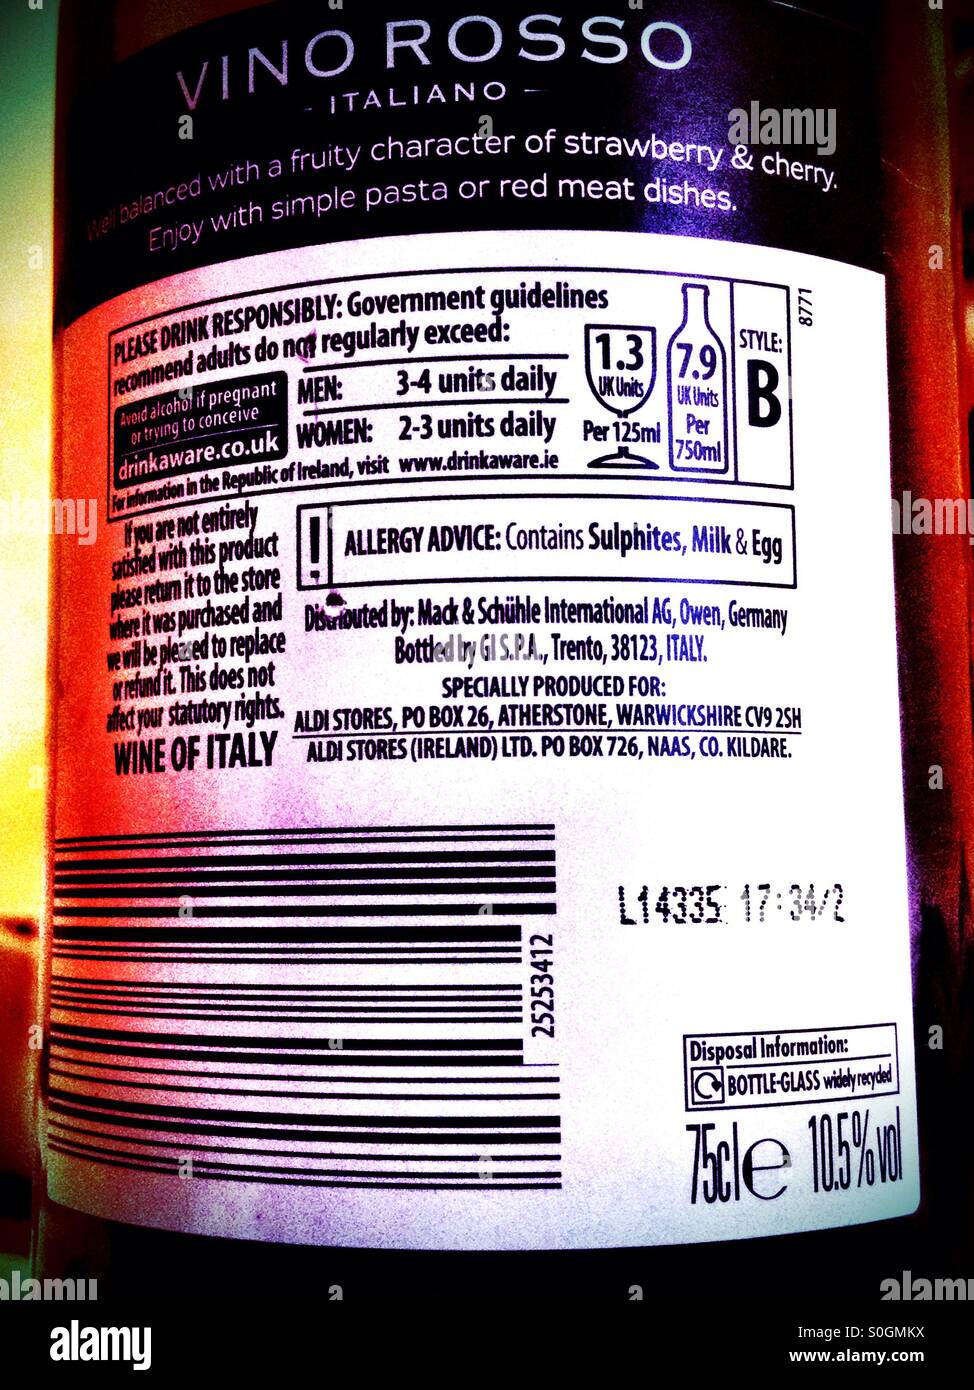 VINO ROSSO
- ITALIANO -
Well balanced with a fruity character of strawberry & cherry.
Enjoy with simple pasta or red meat dishes.
PLEASE DRINK RESPONSIBLY: Government guidelines
recommend adults do not regularly exceed:
Avoid alcohol if pregnant
or trying to conceive
drinkaware.co.uk
MEN: 3-4 units daily
WOMEN: 2-3 units daily
For information in the Republic of Ireland, visit www.drinkaware.ie
1.3
UK Units
Per 125ml
7.9
UK Units
Per
750ml
STYLE:
B
8771
If you are not entirely
satisfied with this product
please return it to the store
where it was purchased and
we will be pleased to replace
or refund it. This does not
affect your statutory rights.
WINE OF ITALY
! ALLERGY ADVICE: Contains Sulphites, Milk & Egg
Distributed by: Mack & Schühle International AG, Owen, Germany
Bottled by GI S.P.A., Trento, 38123, ITALY.
SPECIALLY PRODUCED FOR:
ALDI STORES, PO BOX 26, ATHERSTONE, WARWICKSHIRE CV9 2SH
ALDI STORES (IRELAND) LTD. PO BOX 726, NAAS, CO. KILDARE.
25253412
L14335 17:34/2
Disposal Information:
BOTTLE-GLASS widely recycled
75cl e 10.5%vol
alamy
alamy
Image ID: S0GMKX
www.alamy.com